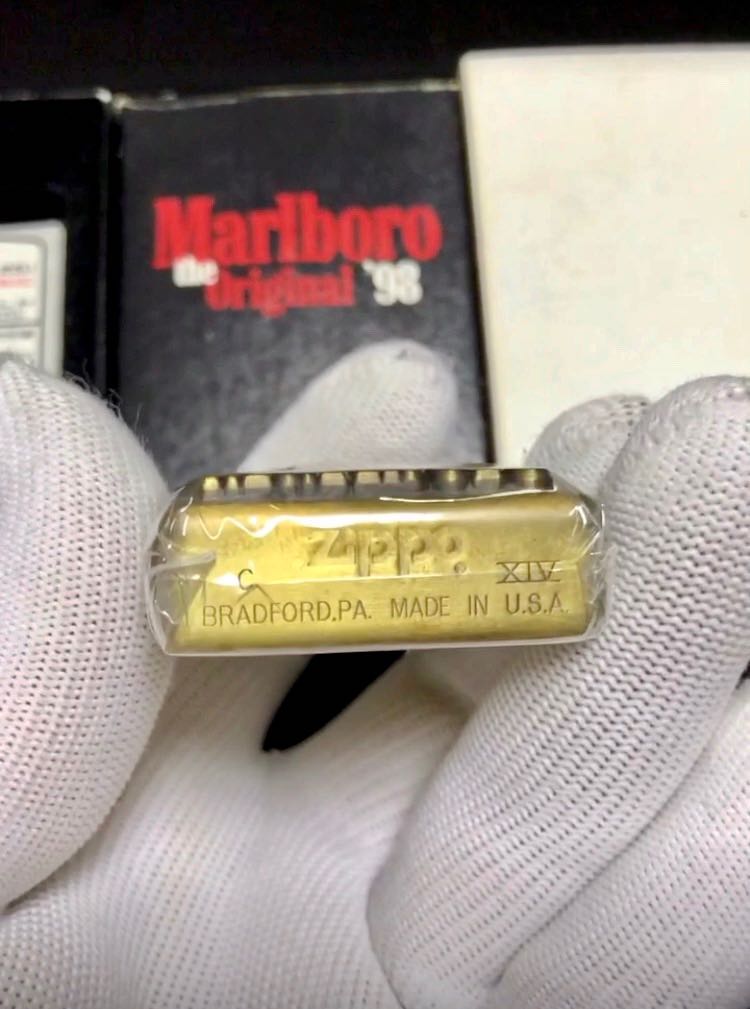 Marlboro
the Original '98
Zippo
C XIV
BRADFORD.PA. MADE IN U.S.A.